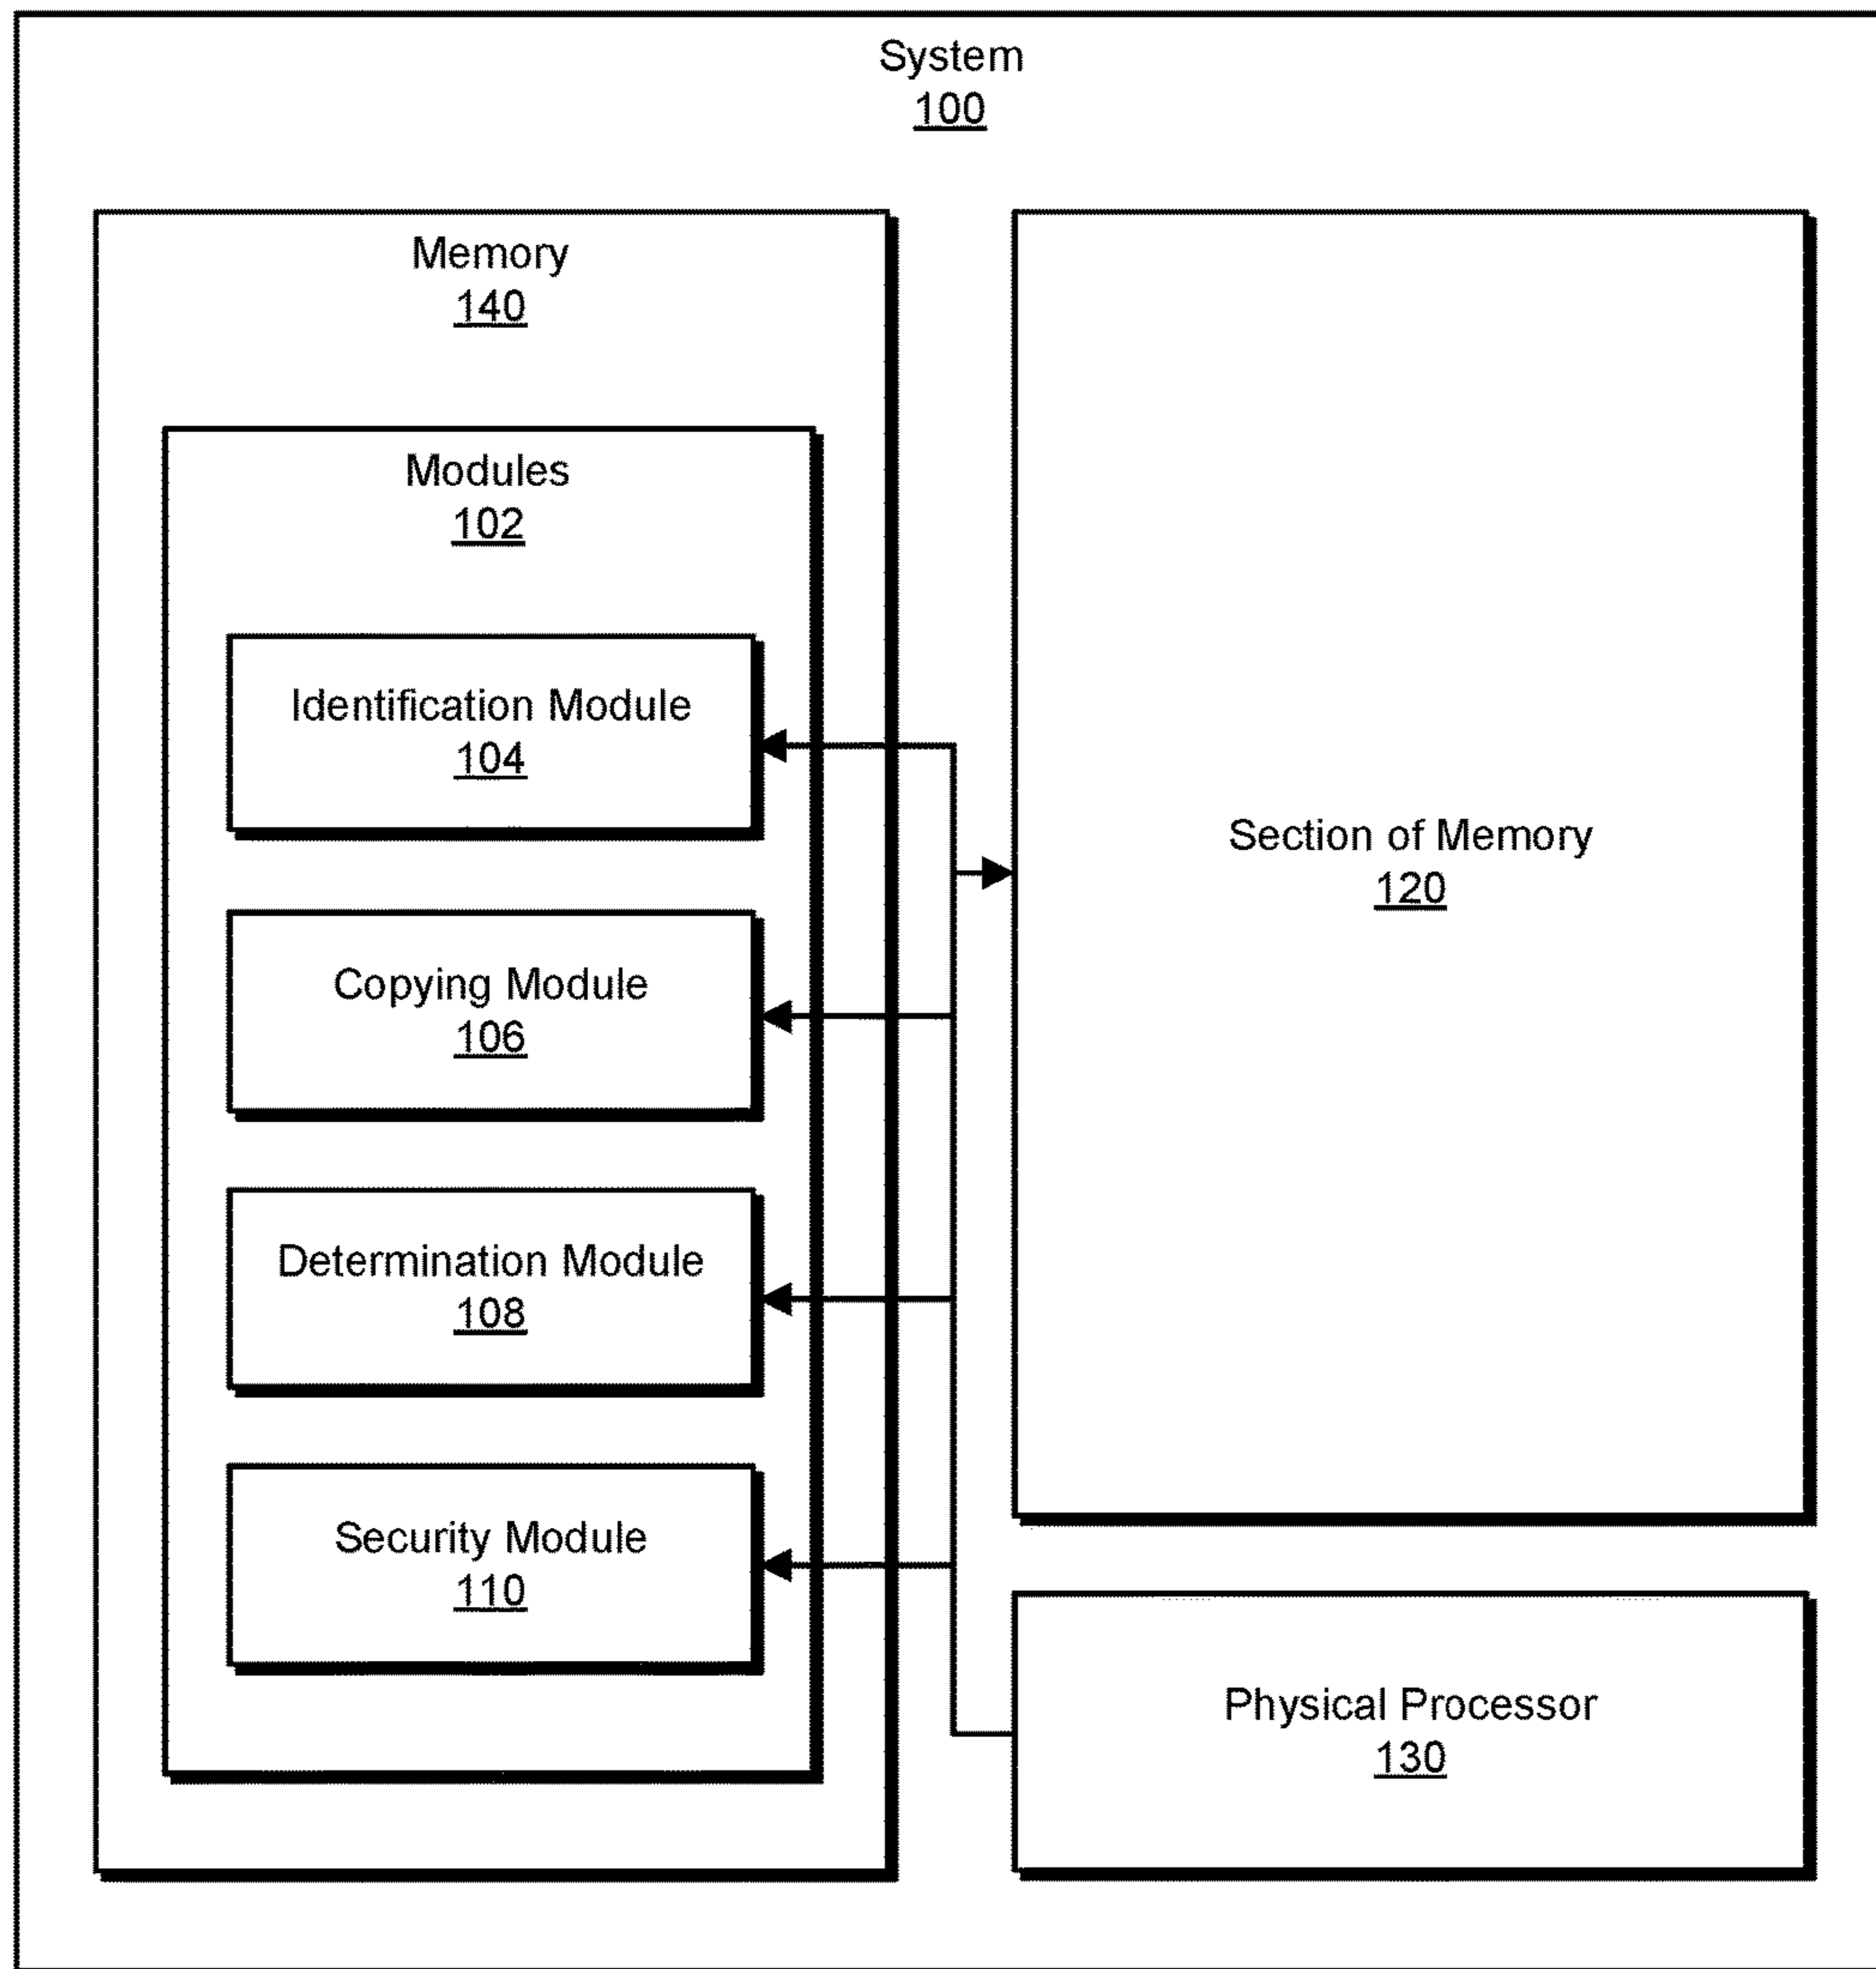 System
100
Memory
140
Modules
102
Identification Module
104
Copying Module
106
Determination Module
108
Security Module
110
Section of Memory
120
Physical Processor
130